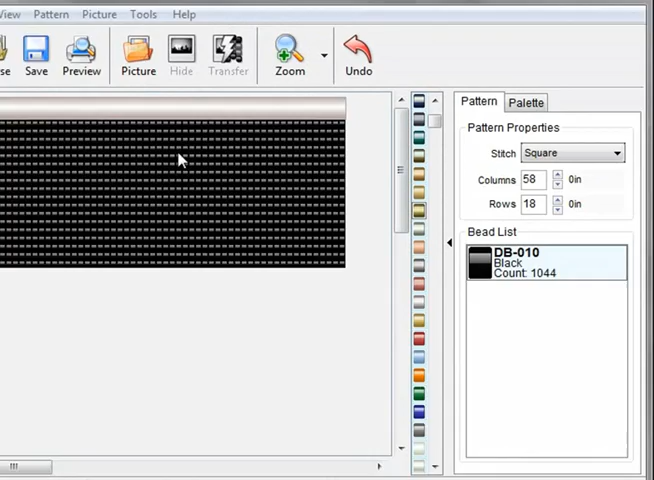 View Pattern Picture Tools Help
se Save Preview Picture Hide Transfer Zoom Undo
Pattern Palette
Pattern Properties
Stitch Square
Columns 58 0in
Rows 18 0in
Bead List
DB-010
Black
Count: 1044